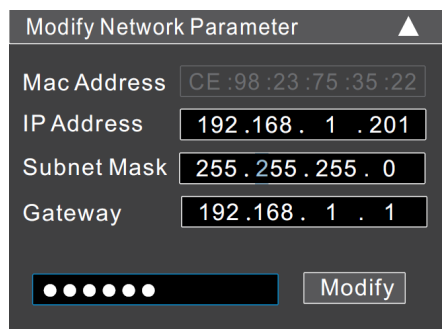 Modify Network Parameter
Mac Address CE:98:23:75:35:22
IP Address 192.168. 1 .201
Subnet Mask 255.255.255. 0
Gateway 192.168. 1 . 1
●●●●●● Modify